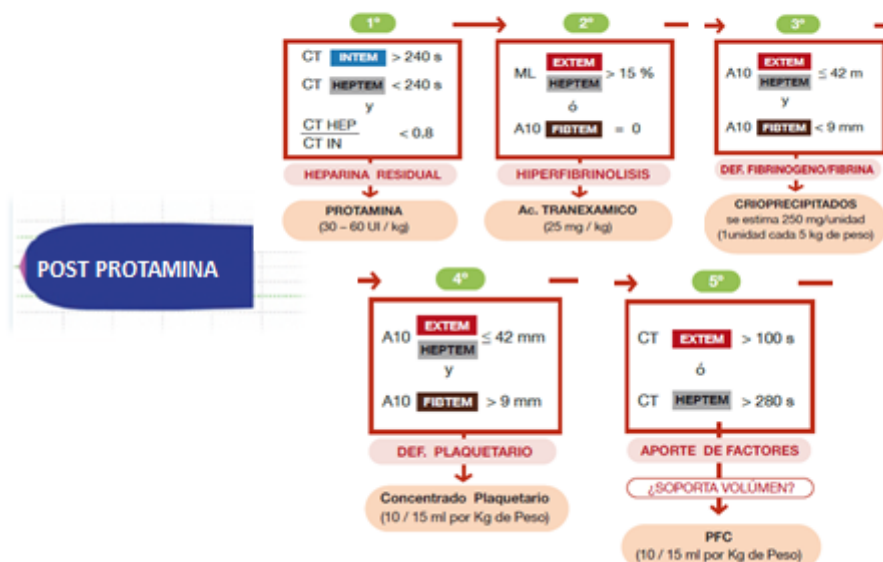 POST PROTAMINA
1º
CT INTEM > 240 s
CT HEPTEM < 240 s
y
CT HEP
CT IN
< 0.8
HEPARINA RESIDUAL
PROTAMINA
(30 – 60 UI / kg)
2º
ML EXTEM
HEPTEM
> 15 %
ó
A10 FIBTEM = 0
HIPERFIBRINOLISIS
Ac. TRANEXAMICO
(25 mg / kg)
3º
A10 EXTEM
HEPTEM
≤ 42 m
y
A10 FIBTEM < 9 mm
DEF. FIBRINOGENO/FIBRINA
CRIOPRECIPITADOS
se estima 250 mg/unidad
(1unidad cada 5 kg de peso)
4º
A10 EXTEM
HEPTEM
≤ 42 mm
y
A10 FIBTEM > 9 mm
DEF. PLAQUETARIO
Concentrado Plaquetario
(10 / 15 ml por Kg de Peso)
5º
CT EXTEM > 100 s
ó
CT HEPTEM > 280 s
APORTE DE FACTORES
¿SOPORTA VOLÚMEN?
PFC
(10 / 15 ml por Kg de Peso)